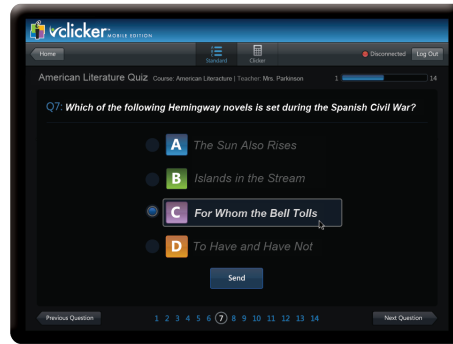 vclicker MOBILE EDITION
Home
Standard
Clicker
Disconnected
Log Out
American Literature Quiz Course: American Literacture | Teacher: Mrs. Parkinson
1 14
Q7: Which of the following Hemingway novels is set during the Spanish Civil War?
A The Sun Also Rises
B Islands in the Stream
C For Whom the Bell Tolls
D To Have and Have Not
Send
Previous Question
1 2 3 4 5 6 7 8 9 10 11 12 13 14
Next Question